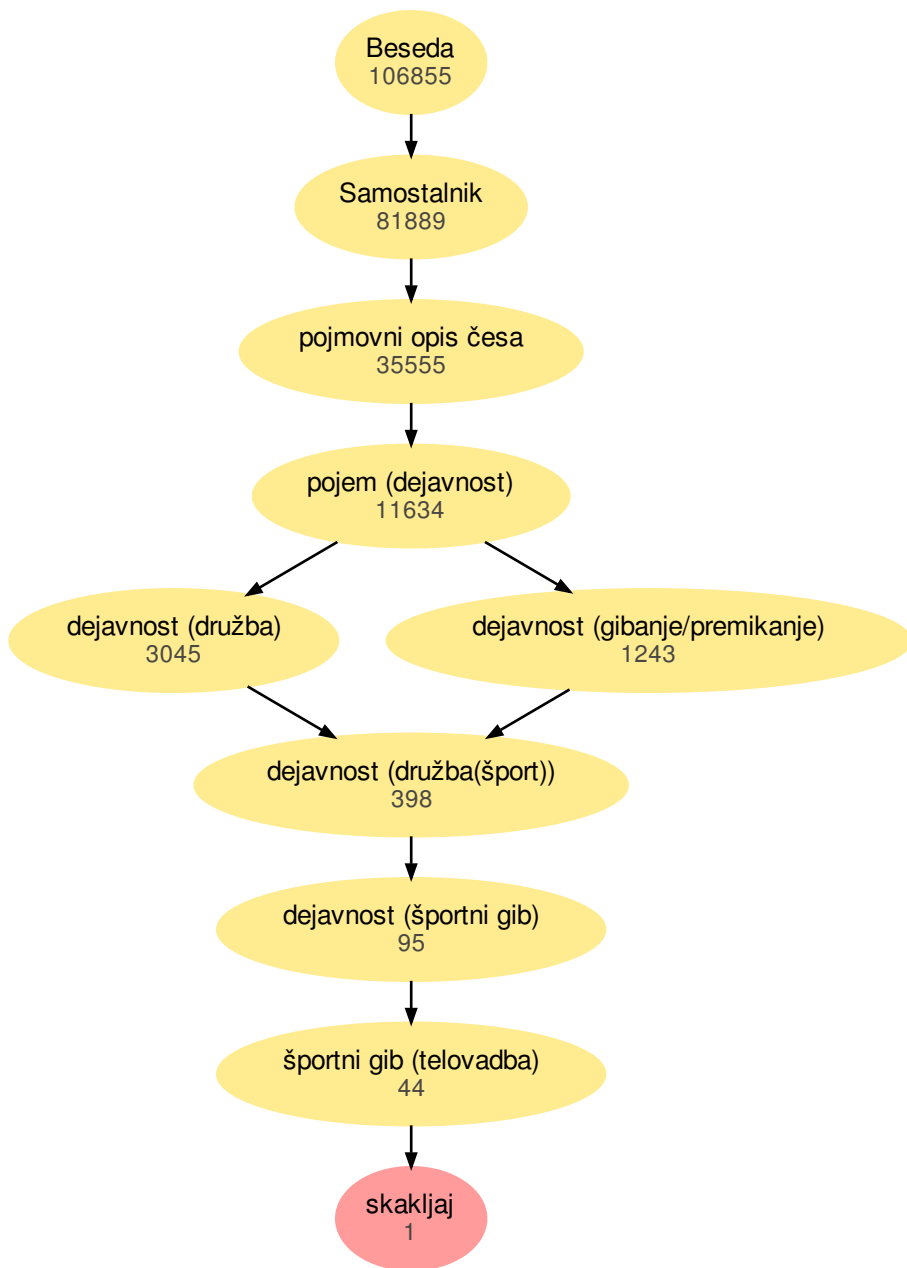 Beseda
106855
Samostalnik
81889
pojmovni opis česa
35555
pojem (dejavnost)
11634
dejavnost (družba)
3045
dejavnost (gibanje/premikanje)
1243
dejavnost (družba(šport))
398
dejavnost (športni gib)
95
športni gib (telovadba)
44
skakljaj
1